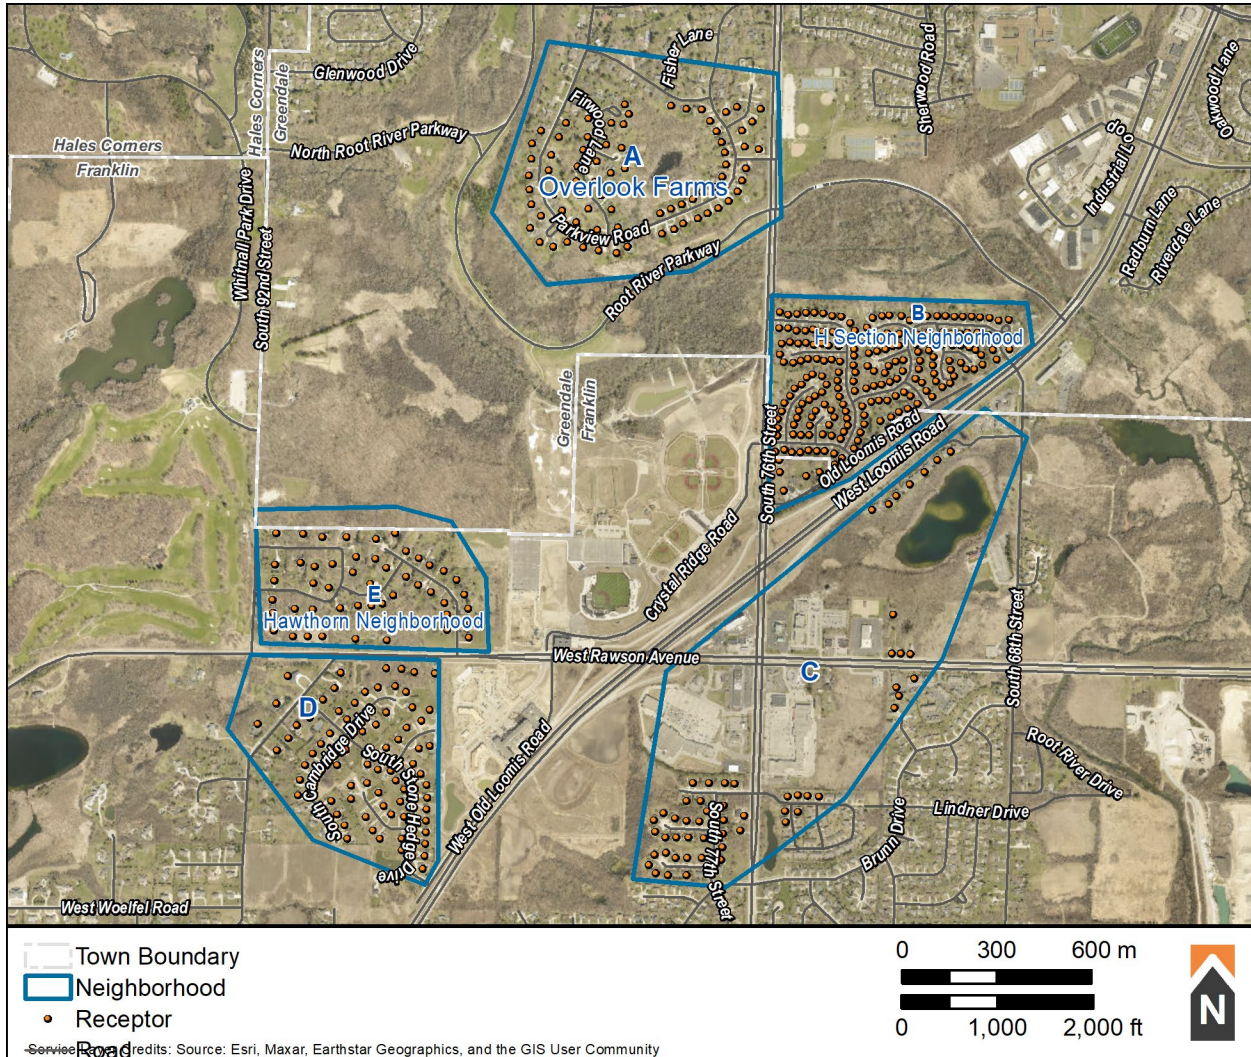 Glenwood Drive
Fisher Lane
Sherwood Road
Oakwood Lane
Hales Corners
Greendale
Hales Corners
Franklin
North Root River Parkway
Firwood Lane
A
Overlook Farms
Industrial Loop
Radburn Lane
Riverdale Lane
Whitnall Park Drive
South 92nd Street
Parkview Road
Root River Parkway
B
H Section Neighborhood
Greendale
Franklin
South 76th Street
Old Loomis Road
West Loomis Road
Crystal Ridge Road
E
Hawthorn Neighborhood
West Rawson Avenue
C
South 68th Street
D
South Cambridge Drive
South Stone Hedge Drive
West Old Loomis Road
Root River Drive
Lindner Drive
Brunn Drive
South 77th Street
West Woelfel Road
Town Boundary
Neighborhood
Receptor
Road
Service Layer Credits: Source: Esri, Maxar, Earthstar Geographics, and the GIS User Community
0 300 600 m
0 1,000 2,000 ft
N